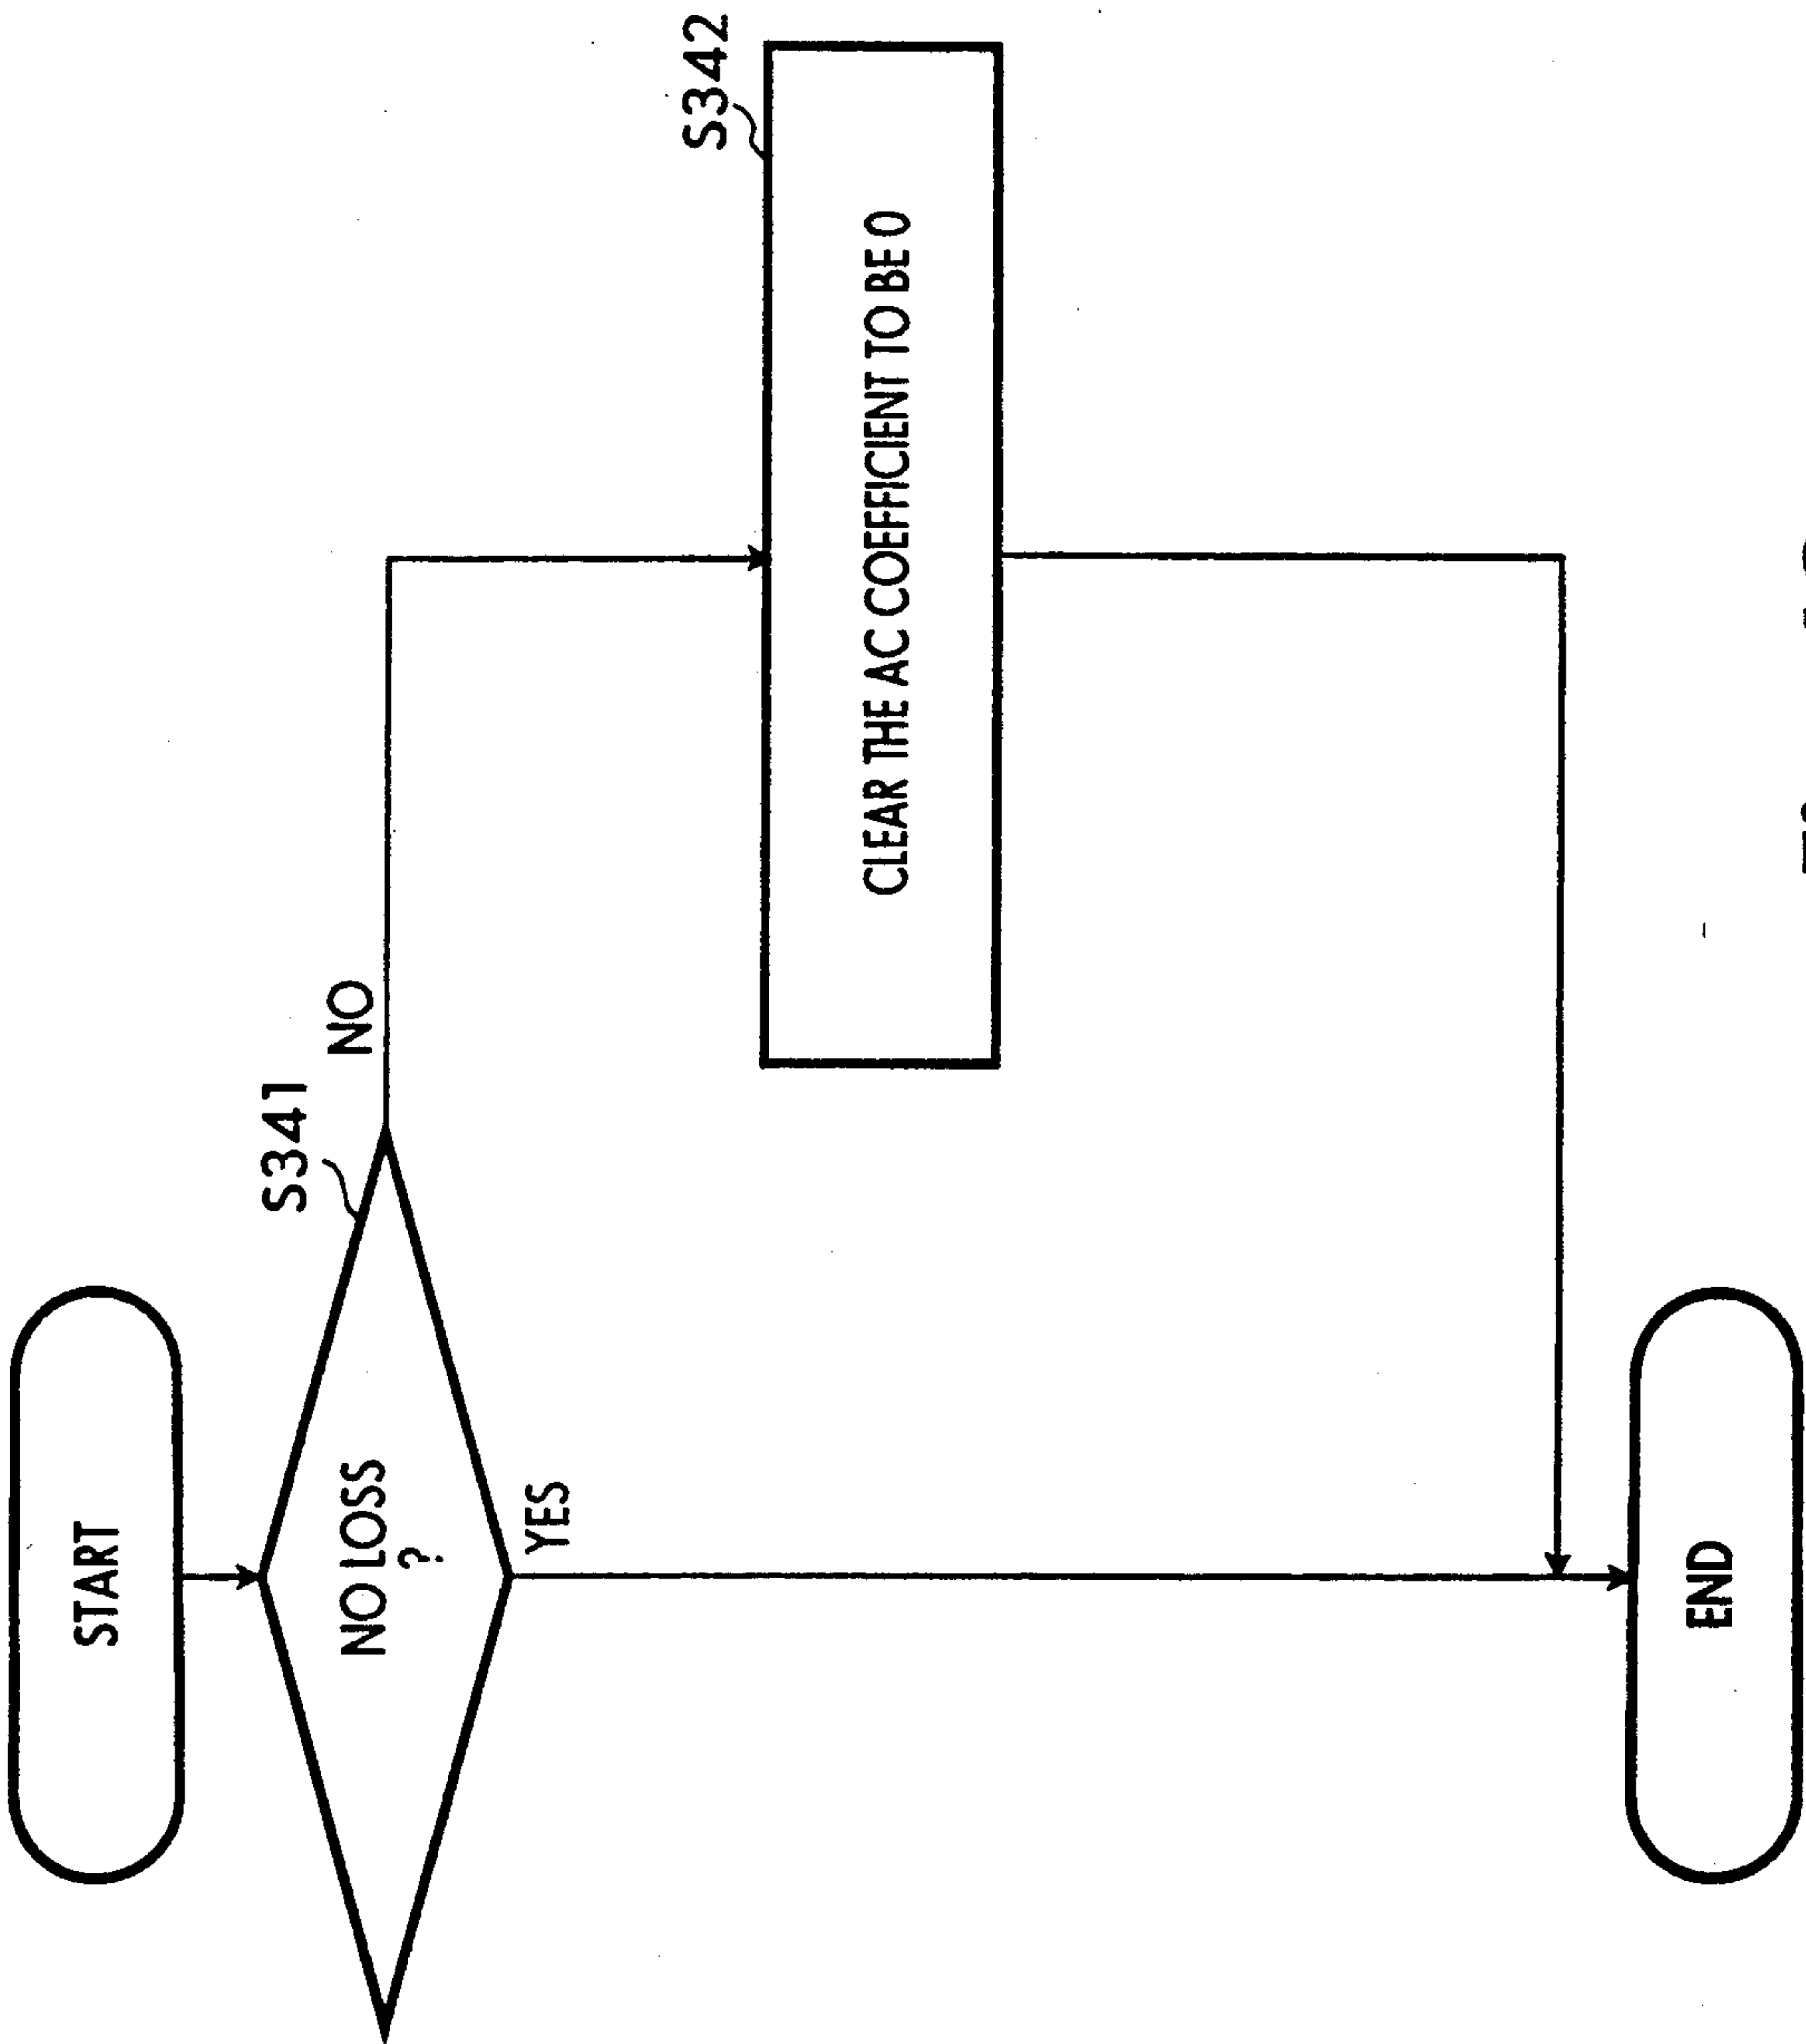 START
S341
NO LOSS
?
NO
YES
S342
CLEAR THE AC COEFFICIENT TO BE 0
END